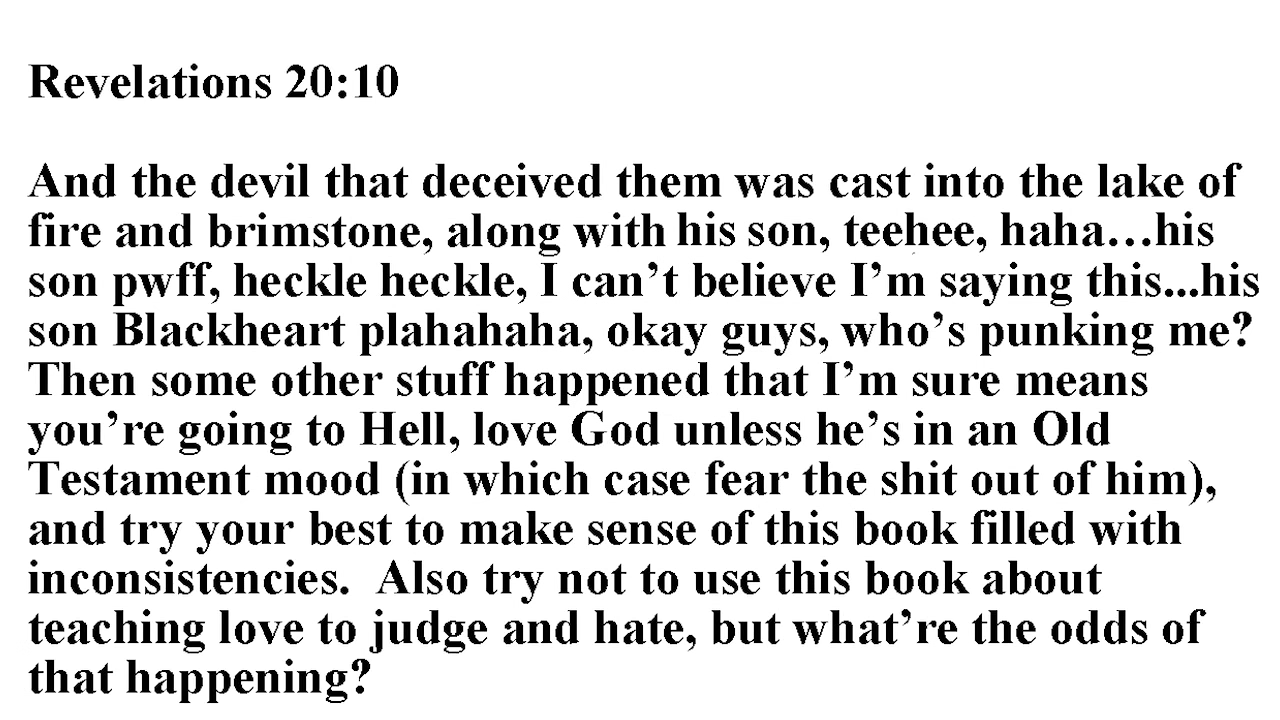 Revelations 20:10
And the devil that deceived them was cast into the lake of
fire and brimstone, along with his son, teehee, haha…his
son pwff, heckle heckle, I can’t believe I’m saying this...his
son Blackheart plahahaha, okay guys, who’s punking me?
Then some other stuff happened that I’m sure means
you’re going to Hell, love God unless he’s in an Old
Testament mood (in which case fear the shit out of him),
and try your best to make sense of this book filled with
inconsistencies.  Also try not to use this book about
teaching love to judge and hate, but what’re the odds of
that happening?